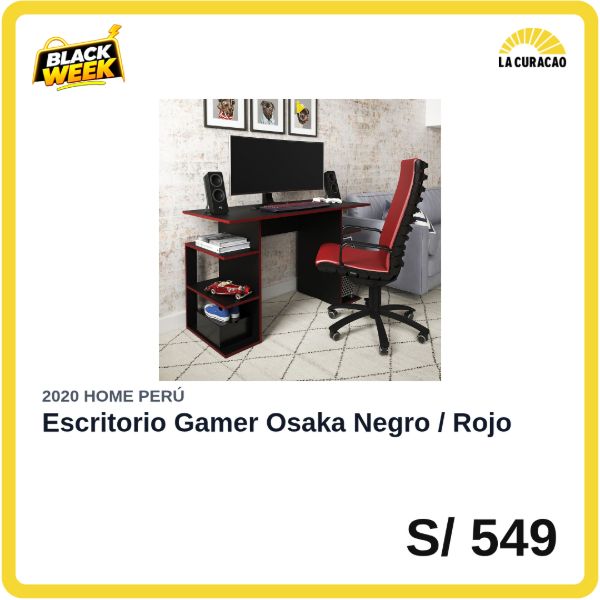 BLACK
WEEK
LA CURACAO
2020 HOME PERÚ
Escritorio Gamer Osaka Negro / Rojo
S/ 549